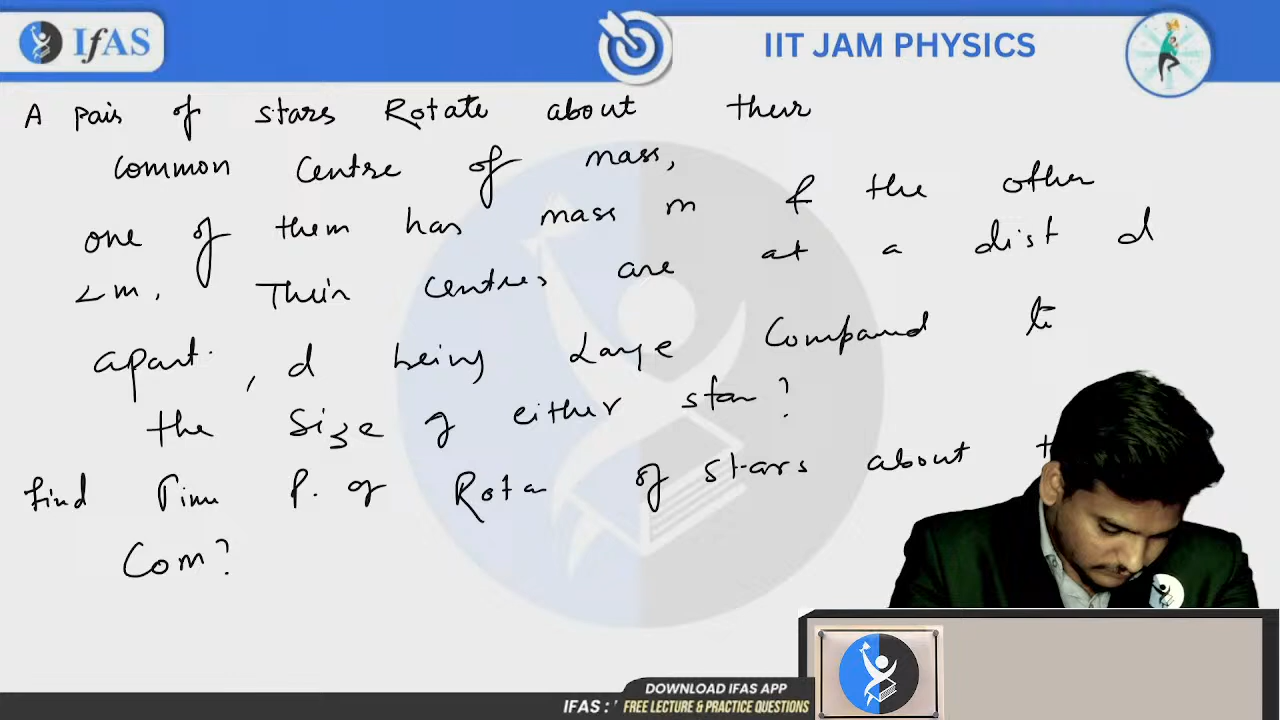 IfAS
IIT JAM PHYSICS
A pair of stars Rotate about their
common Centre of mass,
one of them has mass m & the other
2m. Their centres are at a dist d
apart, d being Large Compared to
the Size of either star?
find Time P. of Rota of stars about
Com?
DOWNLOAD IFAS APP
IFAS : ' FREE LECTURE & PRACTICE QUESTIONS